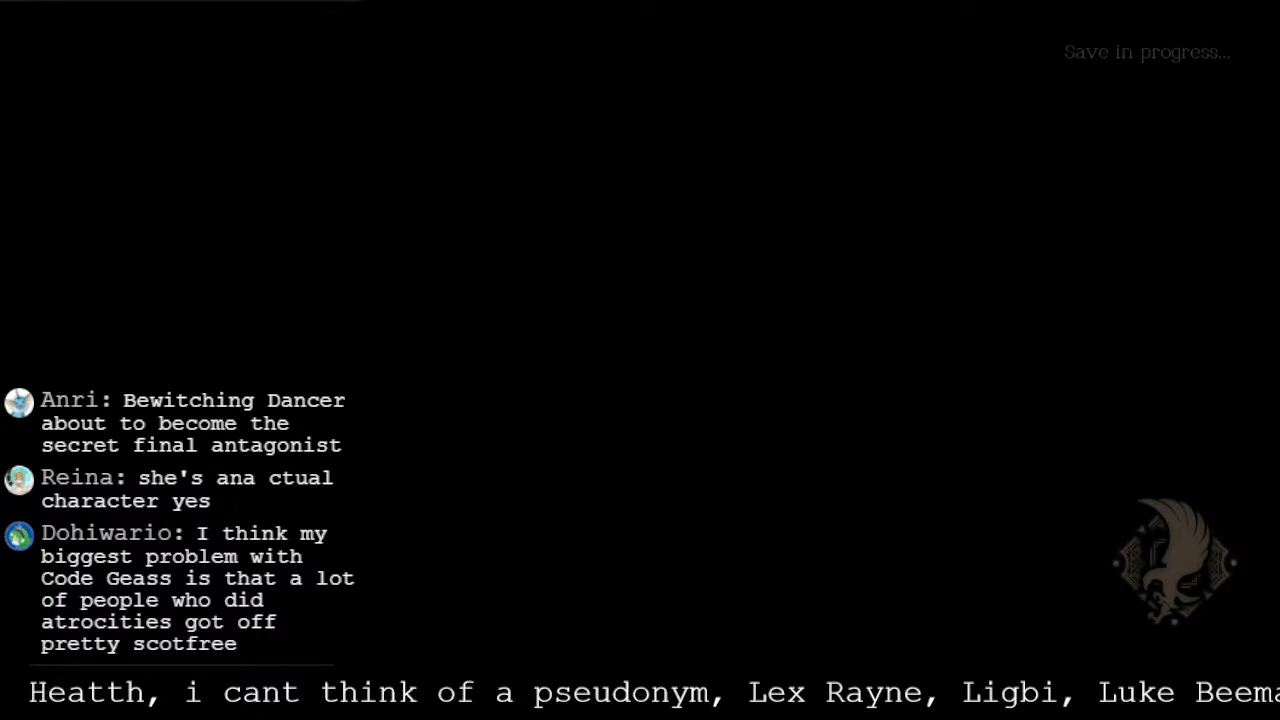 Save in progress...
Anri: Bewitching Dancer
about to become the
secret final antagonist
Reina: she's ana ctual
character yes
Dohiwario: I think my
biggest problem with
Code Geass is that a lot
of people who did
atrocities got off
pretty scotfree
Heatth, i cant think of a pseudonym, Lex Rayne, Ligbi, Luke Beema